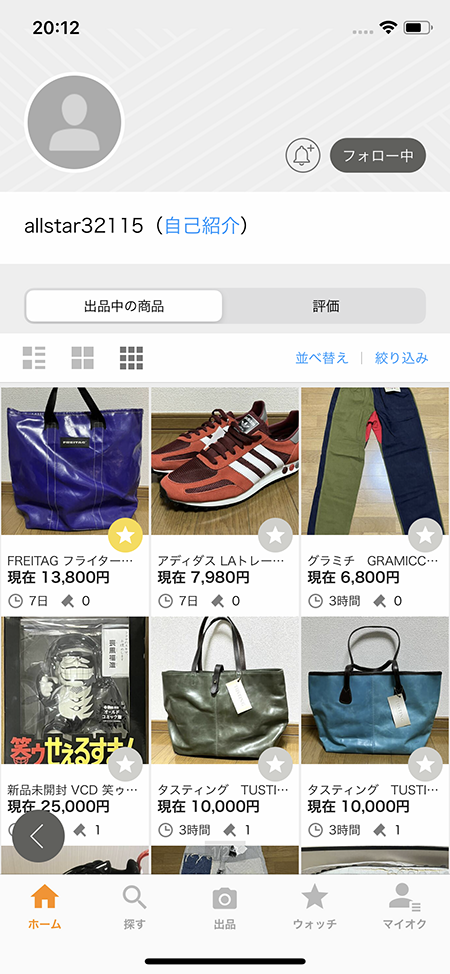 20:12
フォロー中
allstar32115（自己紹介）
出品中の商品
評価
並べ替え | 絞り込み
FREITAG
FREITAG フライター…
現在 13,800円
7日 0
アディダス LAトレー…
現在 7,980円
7日 0
グラミチ　GRAMICC…
現在 6,800円
3時間 0
笑ゥせぇるすまん
新品未開封 VCD 笑ゥ…
現在 25,000円
1
タスティング　TUSTI…
現在 10,000円
3時間 1
タスティング　TUSTI…
現在 10,000円
3時間 1
ホーム
探す
出品
ウォッチ
マイオク